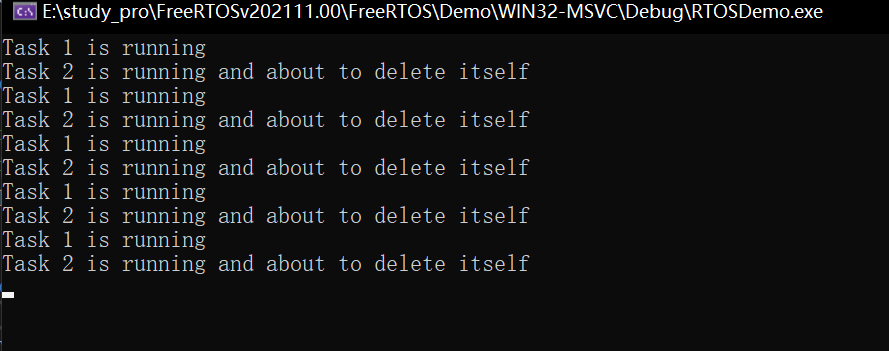 E:\study_pro\FreeRTOSv202111.00\FreeRTOS\Demo\WIN32-MSVC\Debug\RTOSDemo.exe
Task 1 is running
Task 2 is running and about to delete itself
Task 1 is running
Task 2 is running and about to delete itself
Task 1 is running
Task 2 is running and about to delete itself
Task 1 is running
Task 2 is running and about to delete itself
Task 1 is running
Task 2 is running and about to delete itself